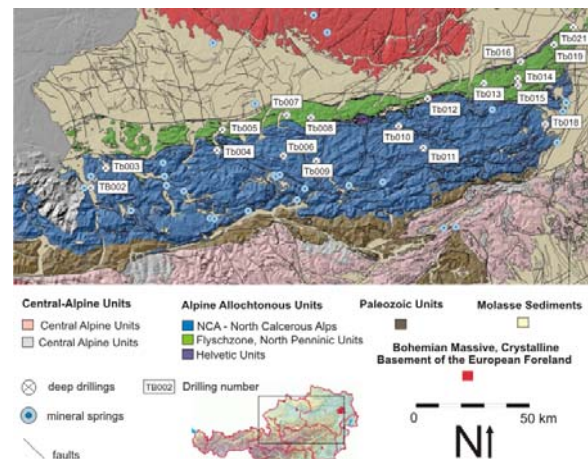 Tb021
Tb016
Tb019
Tb007
Tb014
Tb013
Tb015
Tb012
Tb005
Tb008
Tb018
Tb010
Tb004
Tb006
Tb011
Tb003
Tb009
TB002
Central-Alpine Units
Central Alpine Units
Central Alpine Units
Alpine Allochtonous Units
NCA - North Calcerous Alps
Flyschzone, North Penninic Units
Helvetic Units
Paleozoic Units
Molasse Sediments
Bohemian Massive, Crystalline
Basement of the European Foreland
deep drillings
TB002 Drilling number
mineral springs
faults
0 50 km
N